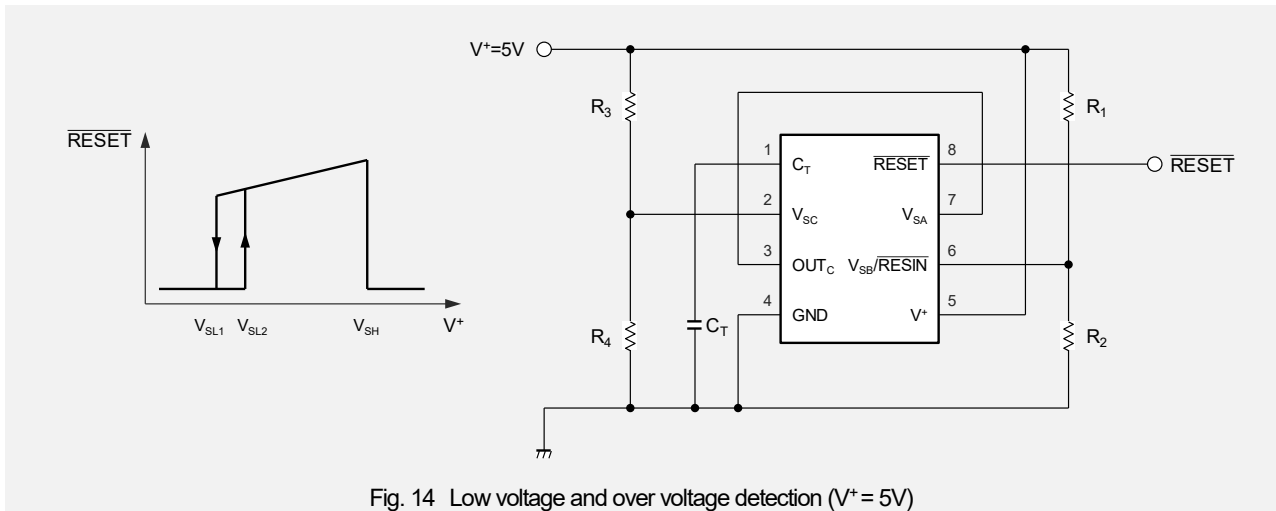 V⁺=5V
R₃
R₁
RESET
1
8
C_T
RESET
RESET
2
7
V_SC
V_SA
3
6
OUT_C
V_SB/RESIN
4
5
GND
V⁺
V_SL1
V_SL2
V_SH
V⁺
R₄
C_T
R₂
Fig. 14 Low voltage and over voltage detection (V⁺ = 5V)